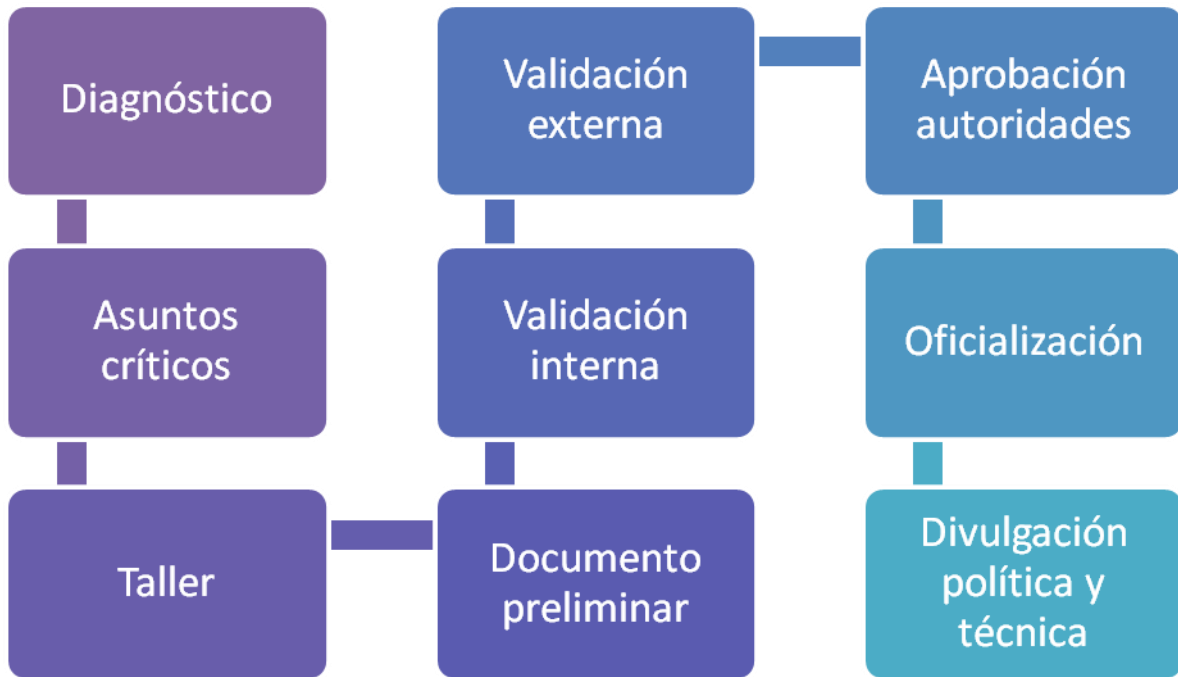 Diagnóstico
Asuntos
críticos
Taller
Documento
preliminar
Validación
interna
Validación
externa
Aprobación
autoridades
Oficialización
Divulgación
política y
técnica